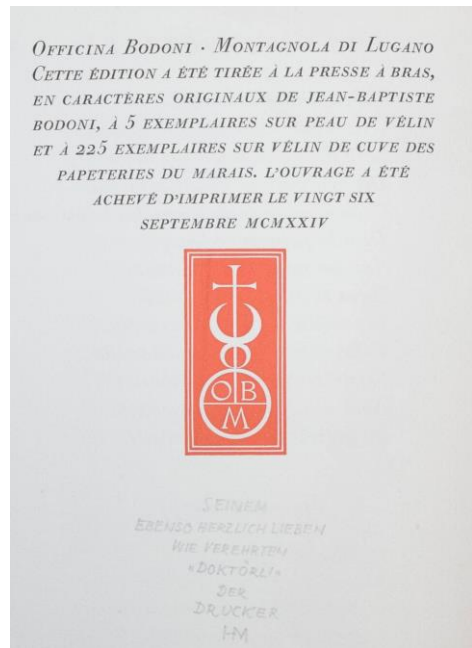 OFFICINA BODONI · MONTAGNOLA DI LUGANO
CETTE ÉDITION A ÉTÉ TIRÉE À LA PRESSE À BRAS,
EN CARACTÈRES ORIGINAUX DE JEAN-BAPTISTE
BODONI, À 5 EXEMPLAIRES SUR PEAU DE VÉLIN
ET À 225 EXEMPLAIRES SUR VÉLIN DE CUVE DES
PAPETERIES DU MARAIS. L'OUVRAGE A ÉTÉ
ACHEVÉ D'IMPRIMER LE VINGT SIX
SEPTEMBRE MCMXXIV
O B
M
SEINEM
EBENSO HERZLICH LIEBEN
WIE VEREHRTEN
»DOKTÖRLI«
DER
DRUCKER
HM